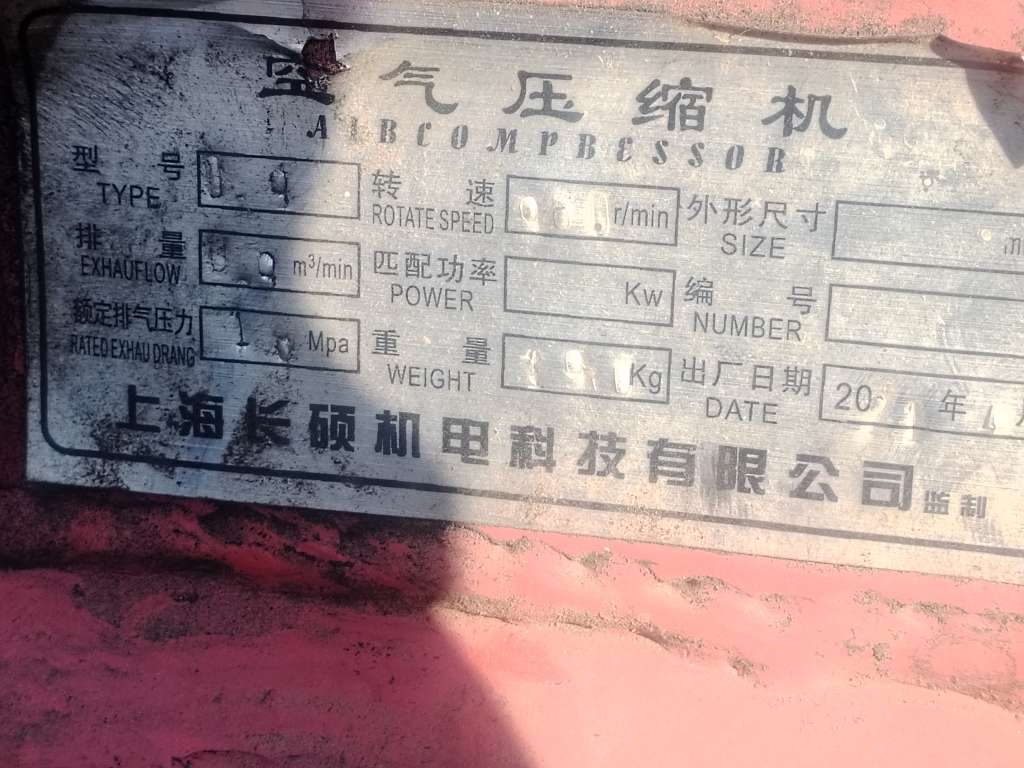 空气压缩机
AIRCOMPRESSOR
型号 转速 r/min 外形尺寸
TYPE ROTATE SPEED SIZE
排量 m³/min 匹配功率 Kw 编号
EXHAUFLOW POWER NUMBER
额定排气压力 Mpa 重量 Kg 出厂日期 20 年
RATED EXHAU DRANG WEIGHT DATE
上海长硕机电科技有限公司 监制